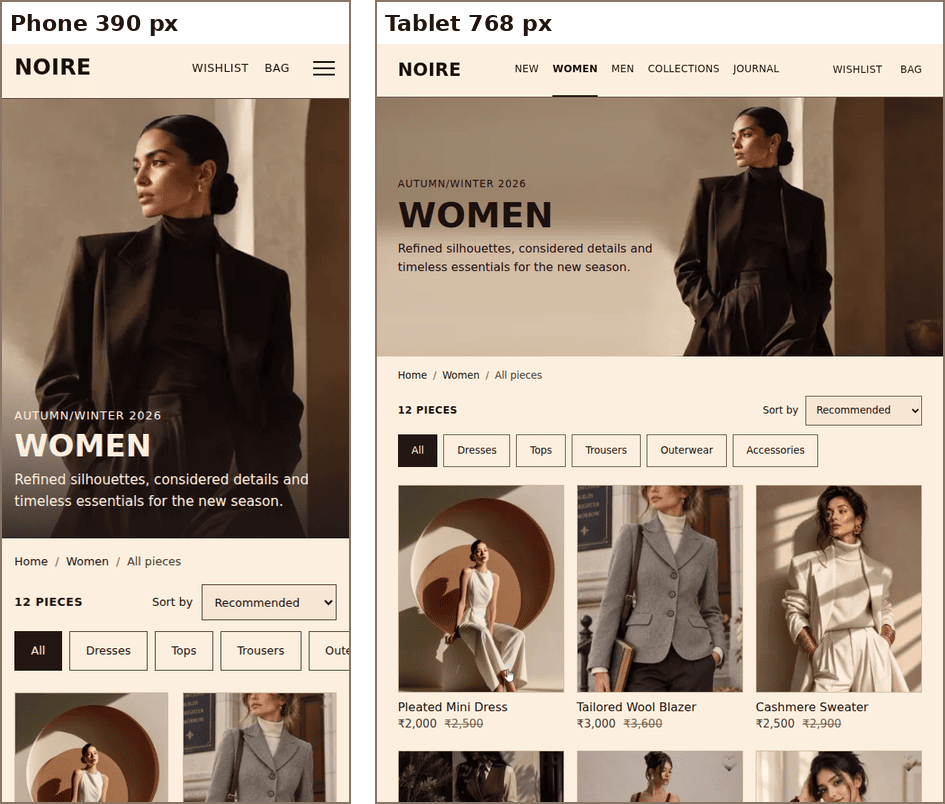 Phone 390 px
NOIRE WISHLIST BAG
AUTUMN/WINTER 2026
WOMEN
Refined silhouettes, considered details and
timeless essentials for the new season.
Home / Women / All pieces
12 PIECES Sort by Recommended
All Dresses Tops Trousers Oute
Tablet 768 px
NOIRE NEW WOMEN MEN COLLECTIONS JOURNAL WISHLIST BAG
AUTUMN/WINTER 2026
WOMEN
Refined silhouettes, considered details and
timeless essentials for the new season.
Home / Women / All pieces
12 PIECES Sort by Recommended
All Dresses Tops Trousers Outerwear Accessories
Pleated Mini Dress Tailored Wool Blazer Cashmere Sweater
₹2,000 ₹2,500 ₹3,000 ₹3,600 ₹2,500 ₹2,900